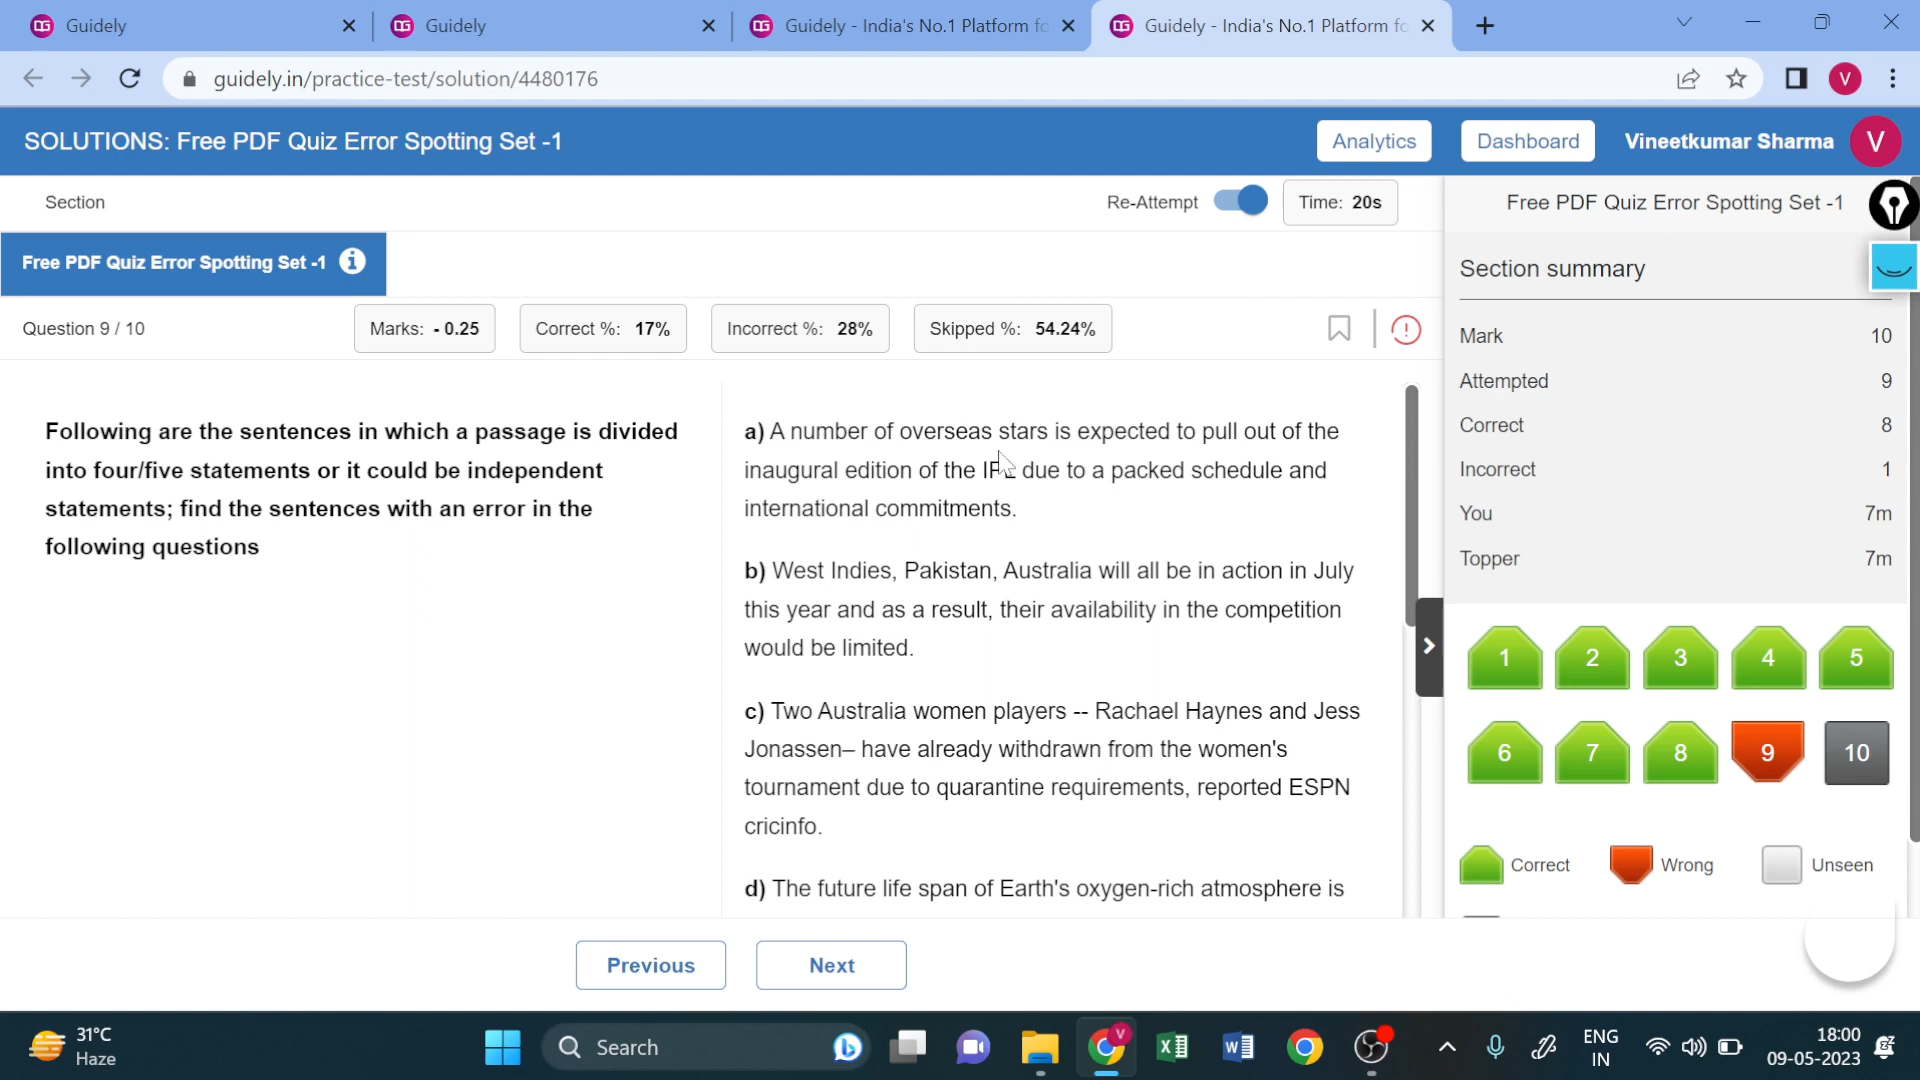 Guidely
Guidely
Guidely - India's No.1 Platform fo
Guidely - India's No.1 Platform fo
guidely.in/practice-test/solution/4480176
V
SOLUTIONS: Free PDF Quiz Error Spotting Set -1
Analytics
Dashboard
Vineetkumar Sharma
V
Section
Re-Attempt
Time: 20s
Free PDF Quiz Error Spotting Set -1
Free PDF Quiz Error Spotting Set -1
Question 9 / 10
Marks: - 0.25
Correct %: 17%
Incorrect %: 28%
Skipped %: 54.24%
Following are the sentences in which a passage is divided
into four/five statements or it could be independent
statements; find the sentences with an error in the
following questions
a) A number of overseas stars is expected to pull out of the
inaugural edition of the due to a packed schedule and
international commitments.
b) West Indies, Pakistan, Australia will all be in action in July
this year and as a result, their availability in the competition
would be limited.
c) Two Australia women players -- Rachael Haynes and Jess
Jonassen– have already withdrawn from the women's
tournament due to quarantine requirements, reported ESPN
cricinfo.
d) The future life span of Earth's oxygen-rich atmosphere is
Section summary
Mark 10
Attempted 9
Correct 8
Incorrect 1
You 7m
Topper 7m
1 2 3 4 5
6 7 8 9 10
Correct Wrong Unseen
Previous
Next
31°C
Haze
Search
V
ENG
IN
18:00
09-05-2023